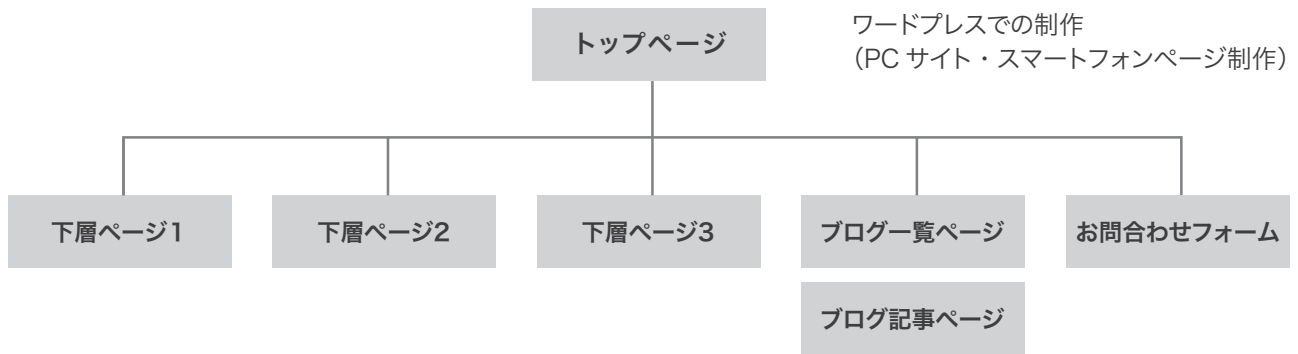 トップページ
ワードプレスでの制作
（PC サイト・スマートフォンページ制作）
下層ページ1
下層ページ2
下層ページ3
ブログ一覧ページ
お問合わせフォーム
ブログ記事ページ